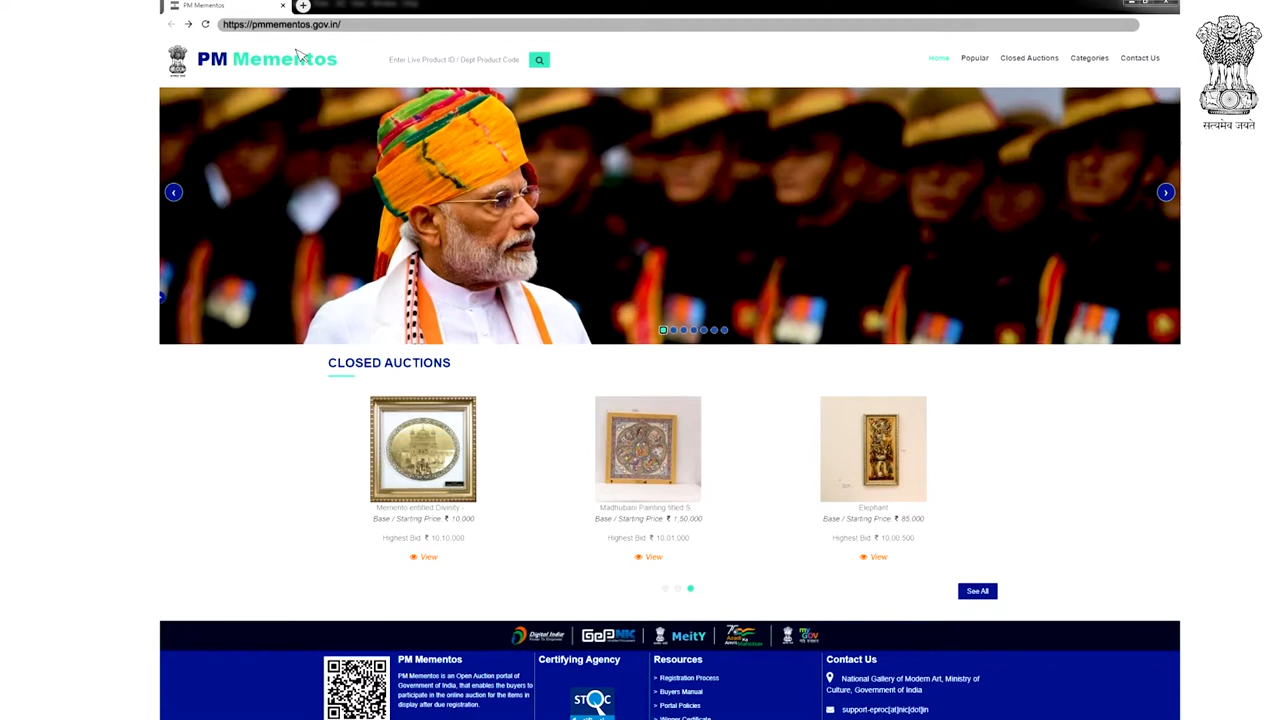 PM Mementos
https://pmmementos.gov.in/
PM Mementos
Enter Live Product ID / Dept Product Code
Home
Popular
Closed Auctions
Categories
Contact Us
सत्यमेव जयते
CLOSED AUCTIONS
Memento entitled Divinity -
Base / Starting Price ₹ 10,000
Highest Bid ₹ 10,10,000
View
Madhubani Painting titled S
Base / Starting Price ₹ 1,50,000
Highest Bid ₹ 10,01,000
View
Elephant
Base / Starting Price ₹ 85,000
Highest Bid ₹ 10,00,500
View
See All
Digital India
GePNIC
MeitY
Azadi Ka
my GOV
PM Mementos
PM Mementos is an Open Auction portal of
Government of India, that enables the buyers to
participate in the online auction for the items in
display after due registration.
Certifying Agency
STQC
Resources
> Registration Process
> Buyers Manual
> Portal Policies
> Winner Certificate
Contact Us
National Gallery of Modern Art, Ministry of
Culture, Government of India
support-eproc[at]nic[dot]in